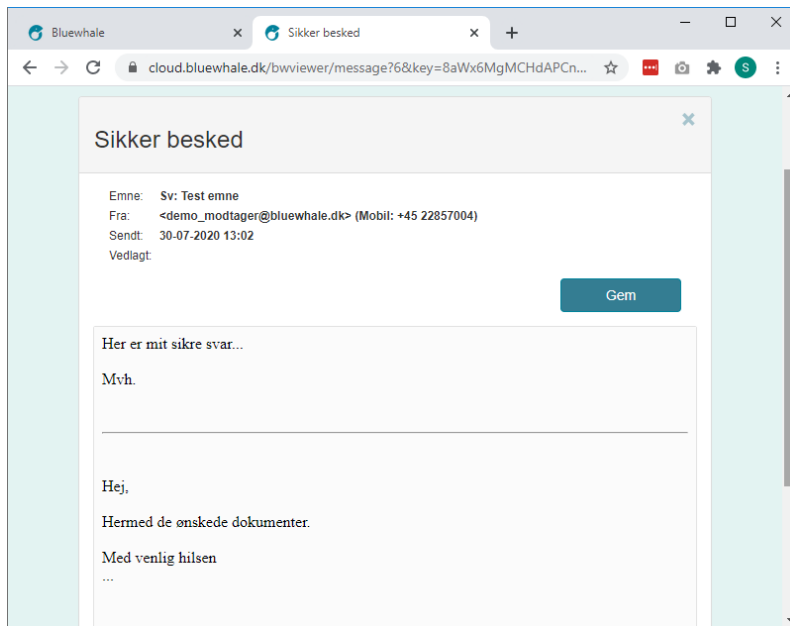 Bluewhale
Sikker besked
cloud.bluewhale.dk/bwviewer/message?6&key=8aWx6MgMCHdAPCn...
S
Sikker besked
Emne: Sv: Test emne
Fra: <demo_modtager@bluewhale.dk> (Mobil: +45 22857004)
Sendt: 30-07-2020 13:02
Vedlagt:
Gem
Her er mit sikre svar...
Mvh.
Hej,
Hermed de ønskede dokumenter.
Med venlig hilsen
...